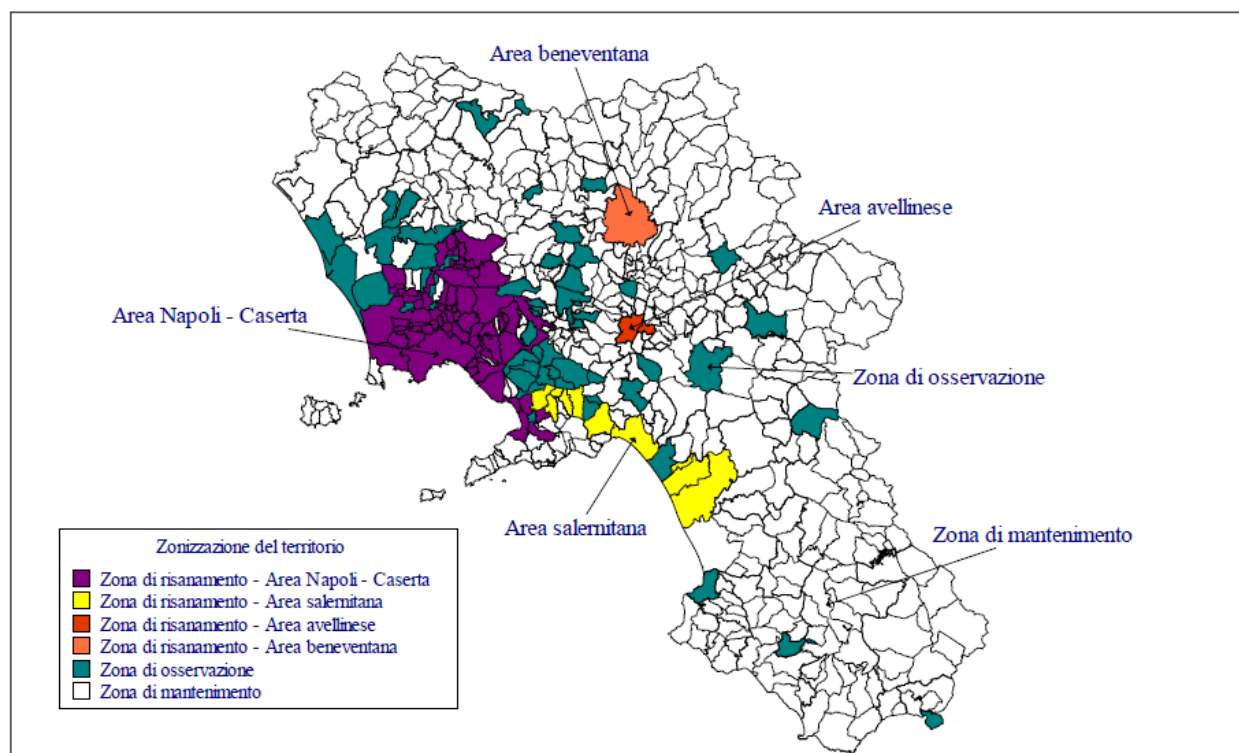 Area beneventana
Area avellinese
Area Napoli - Caserta
Zona di osservazione
Area salernitana
Zona di mantenimento
Zonizzazione del territorio
Zona di risanamento - Area Napoli - Caserta
Zona di risanamento - Area salernitana
Zona di risanamento - Area avellinese
Zona di risanamento - Area beneventana
Zona di osservazione
Zona di mantenimento